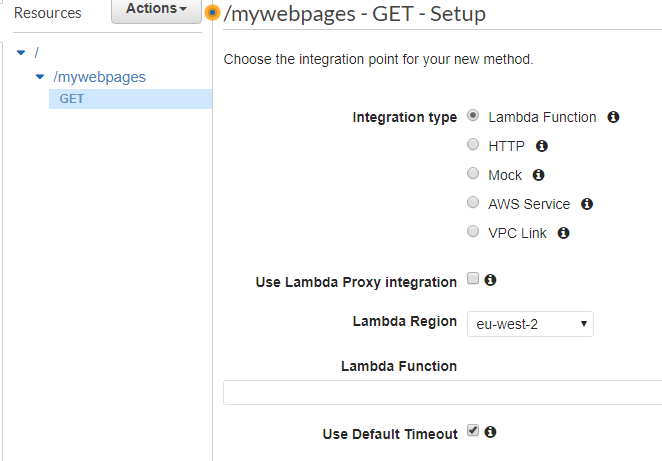 Resources
Actions
/mywebpages - GET - Setup
/
/mywebpages
GET
Choose the integration point for your new method.
Integration type
Lambda Function
HTTP
Mock
AWS Service
VPC Link
Use Lambda Proxy integration
Lambda Region
eu-west-2
Lambda Function
Use Default Timeout